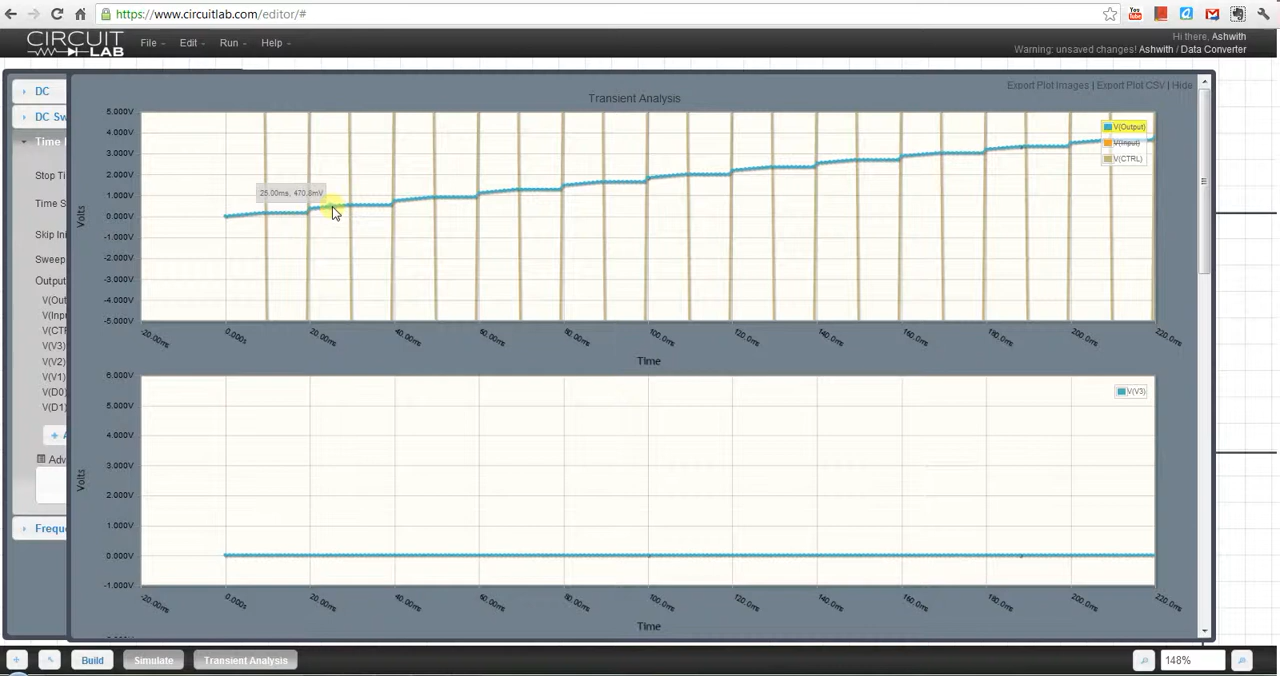 https://www.circuitlab.com/editor/#
CIRCUIT
LAB
File
Edit
Run
Help
Hi there, Ashwith
Warning: unsaved changes! Ashwith / Data Converter
DC
DC Sw
Time
Stop Ti
Time S
Skip Ini
Sweep
Output
V(Out
V(Inpu
V(CTR
V(V3)
V(V2)
V(V1)
V(D0)
V(D1)
+ A
Adv
Freque
Export Plot Images | Export Plot CSV | Hide
Transient Analysis
5.000V
4.000V
3.000V
2.000V
1.000V
0.000V
-1.000V
-2.000V
-3.000V
-4.000V
-5.000V
Volts
V(Output)
V(Input)
V(CTRL)
25.00ms, 470.8mV
-20.00ms
0.000s
20.00ms
40.00ms
60.00ms
80.00ms
100.0ms
120.0ms
140.0ms
160.0ms
180.0ms
200.0ms
220.0ms
Time
6.000V
5.000V
4.000V
3.000V
2.000V
1.000V
0.000V
-1.000V
Volts
V(V3)
-20.00ms
0.000s
20.00ms
40.00ms
60.00ms
80.00ms
100.0ms
120.0ms
140.0ms
160.0ms
180.0ms
200.0ms
220.0ms
Time
Build
Simulate
Transient Analysis
148%